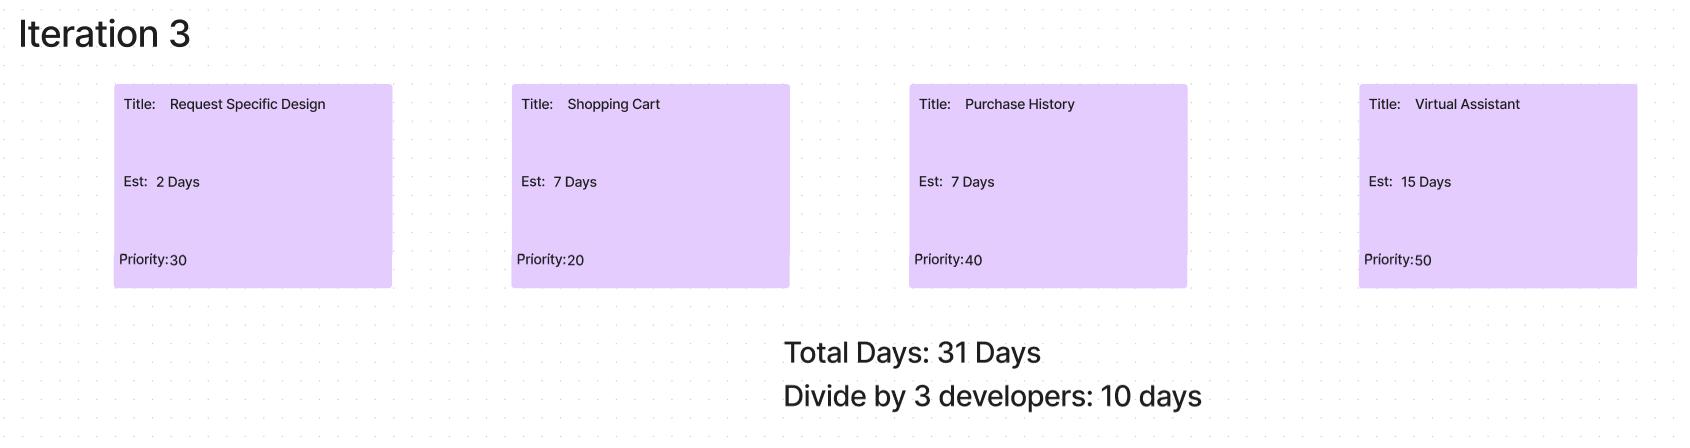 Iteration 3
Title: Request Specific Design
Est: 2 Days
Priority:30
Title: Shopping Cart
Est: 7 Days
Priority:20
Title: Purchase History
Est: 7 Days
Priority:40
Title: Virtual Assistant
Est: 15 Days
Priority:50
Total Days: 31 Days
Divide by 3 developers: 10 days